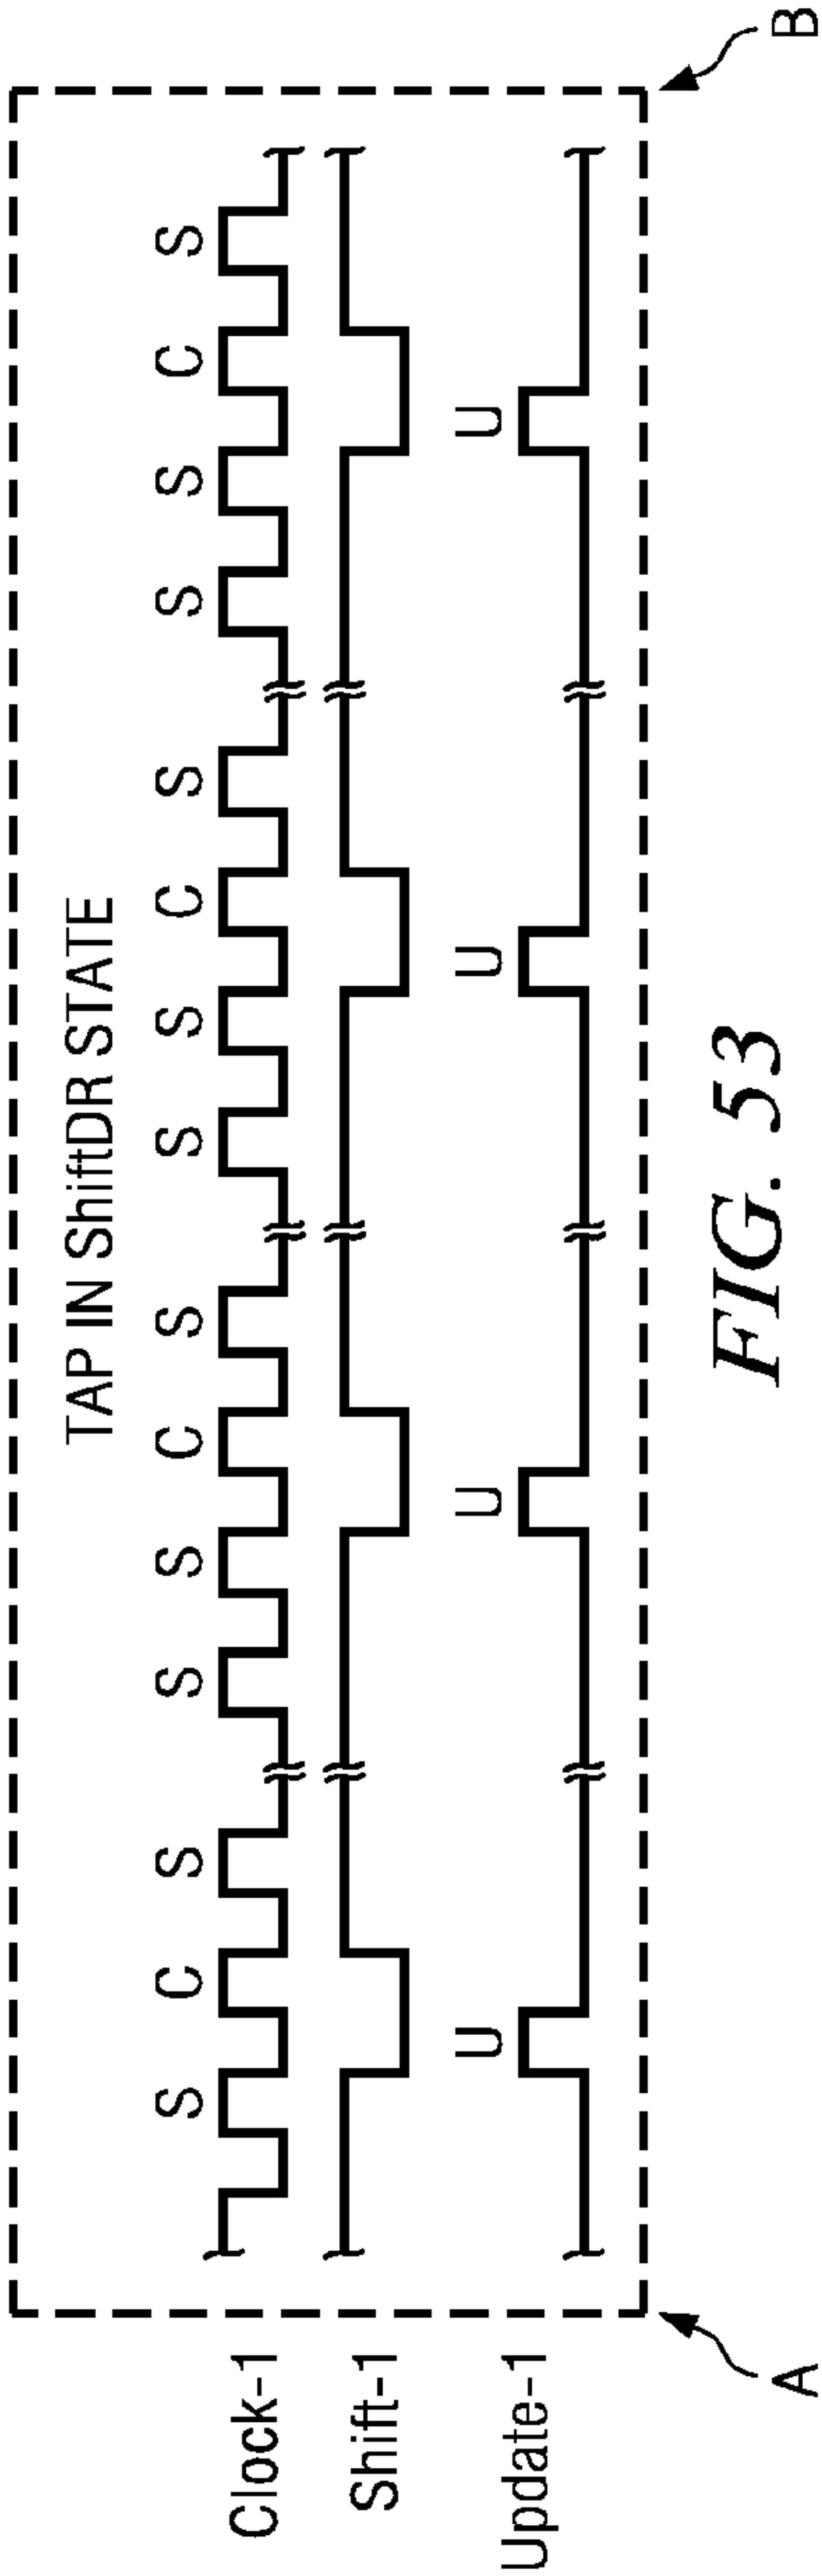 TAP IN ShiftDR STATE
S C S S S C S S S C S S S C S
Clock-1
Shift-1
U U U U
Update-1
A B
FIG. 53